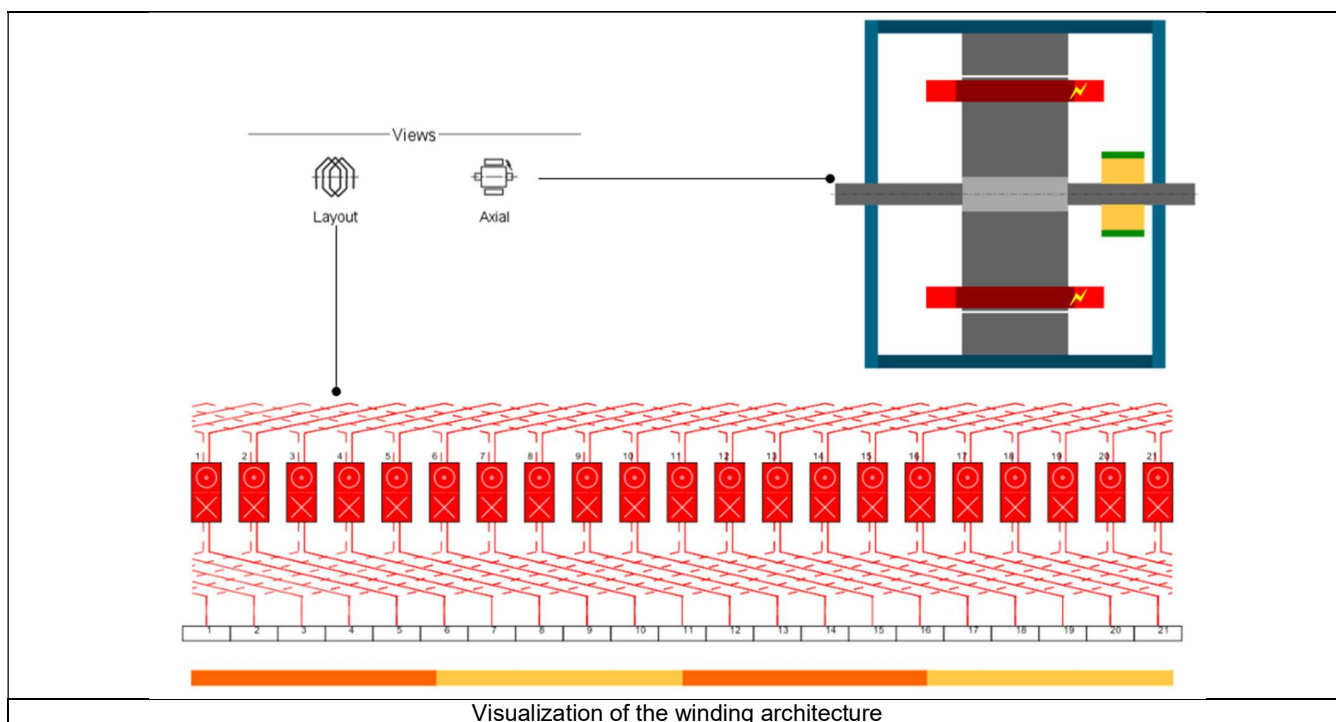 Views
Layout Axial
1 2 3 4 5 6 7 8 9 10 11 12 13 14 15 16 17 18 19 20 21
1 2 3 4 5 6 7 8 9 10 11 12 13 14 15 16 17 18 19 20 21
Visualization of the winding architecture